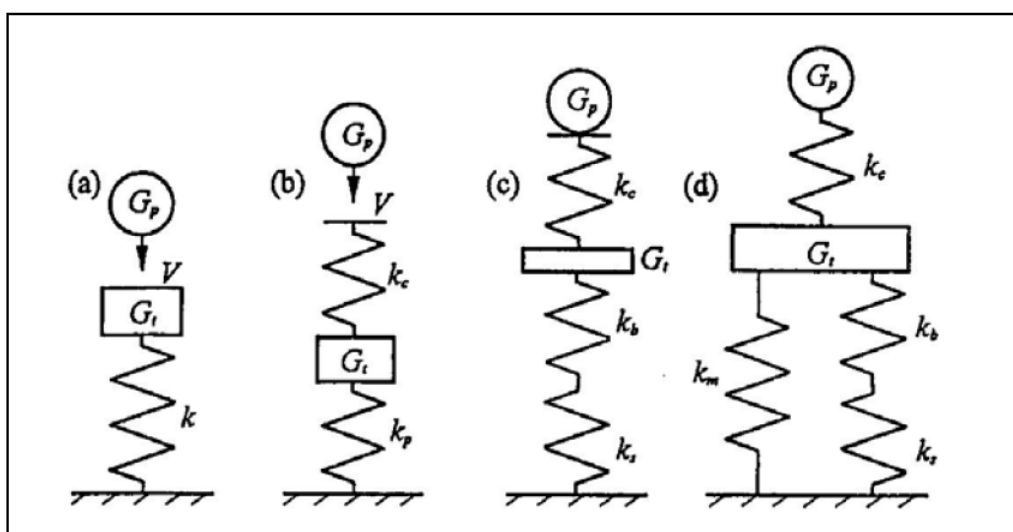 (a)
G_p
V
G_t
k
(b)
G_p
V
k_c
G_t
k_p
(c)
G_p
k_c
G_t
k_b
k_s
(d)
G_p
k_c
G_t
k_m
k_b
k_s